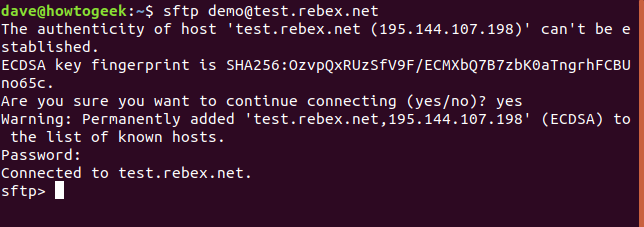 dave@howtogeek:~$ sftp demo@test.rebex.net
The authenticity of host 'test.rebex.net (195.144.107.198)' can't be e
stablished.
ECDSA key fingerprint is SHA256:OzvpQxRUzSfV9F/ECMXbQ7B7zbK0aTngrhFCBU
no65c.
Are you sure you want to continue connecting (yes/no)? yes
Warning: Permanently added 'test.rebex.net,195.144.107.198' (ECDSA) to
 the list of known hosts.
Password:
Connected to test.rebex.net.
sftp>